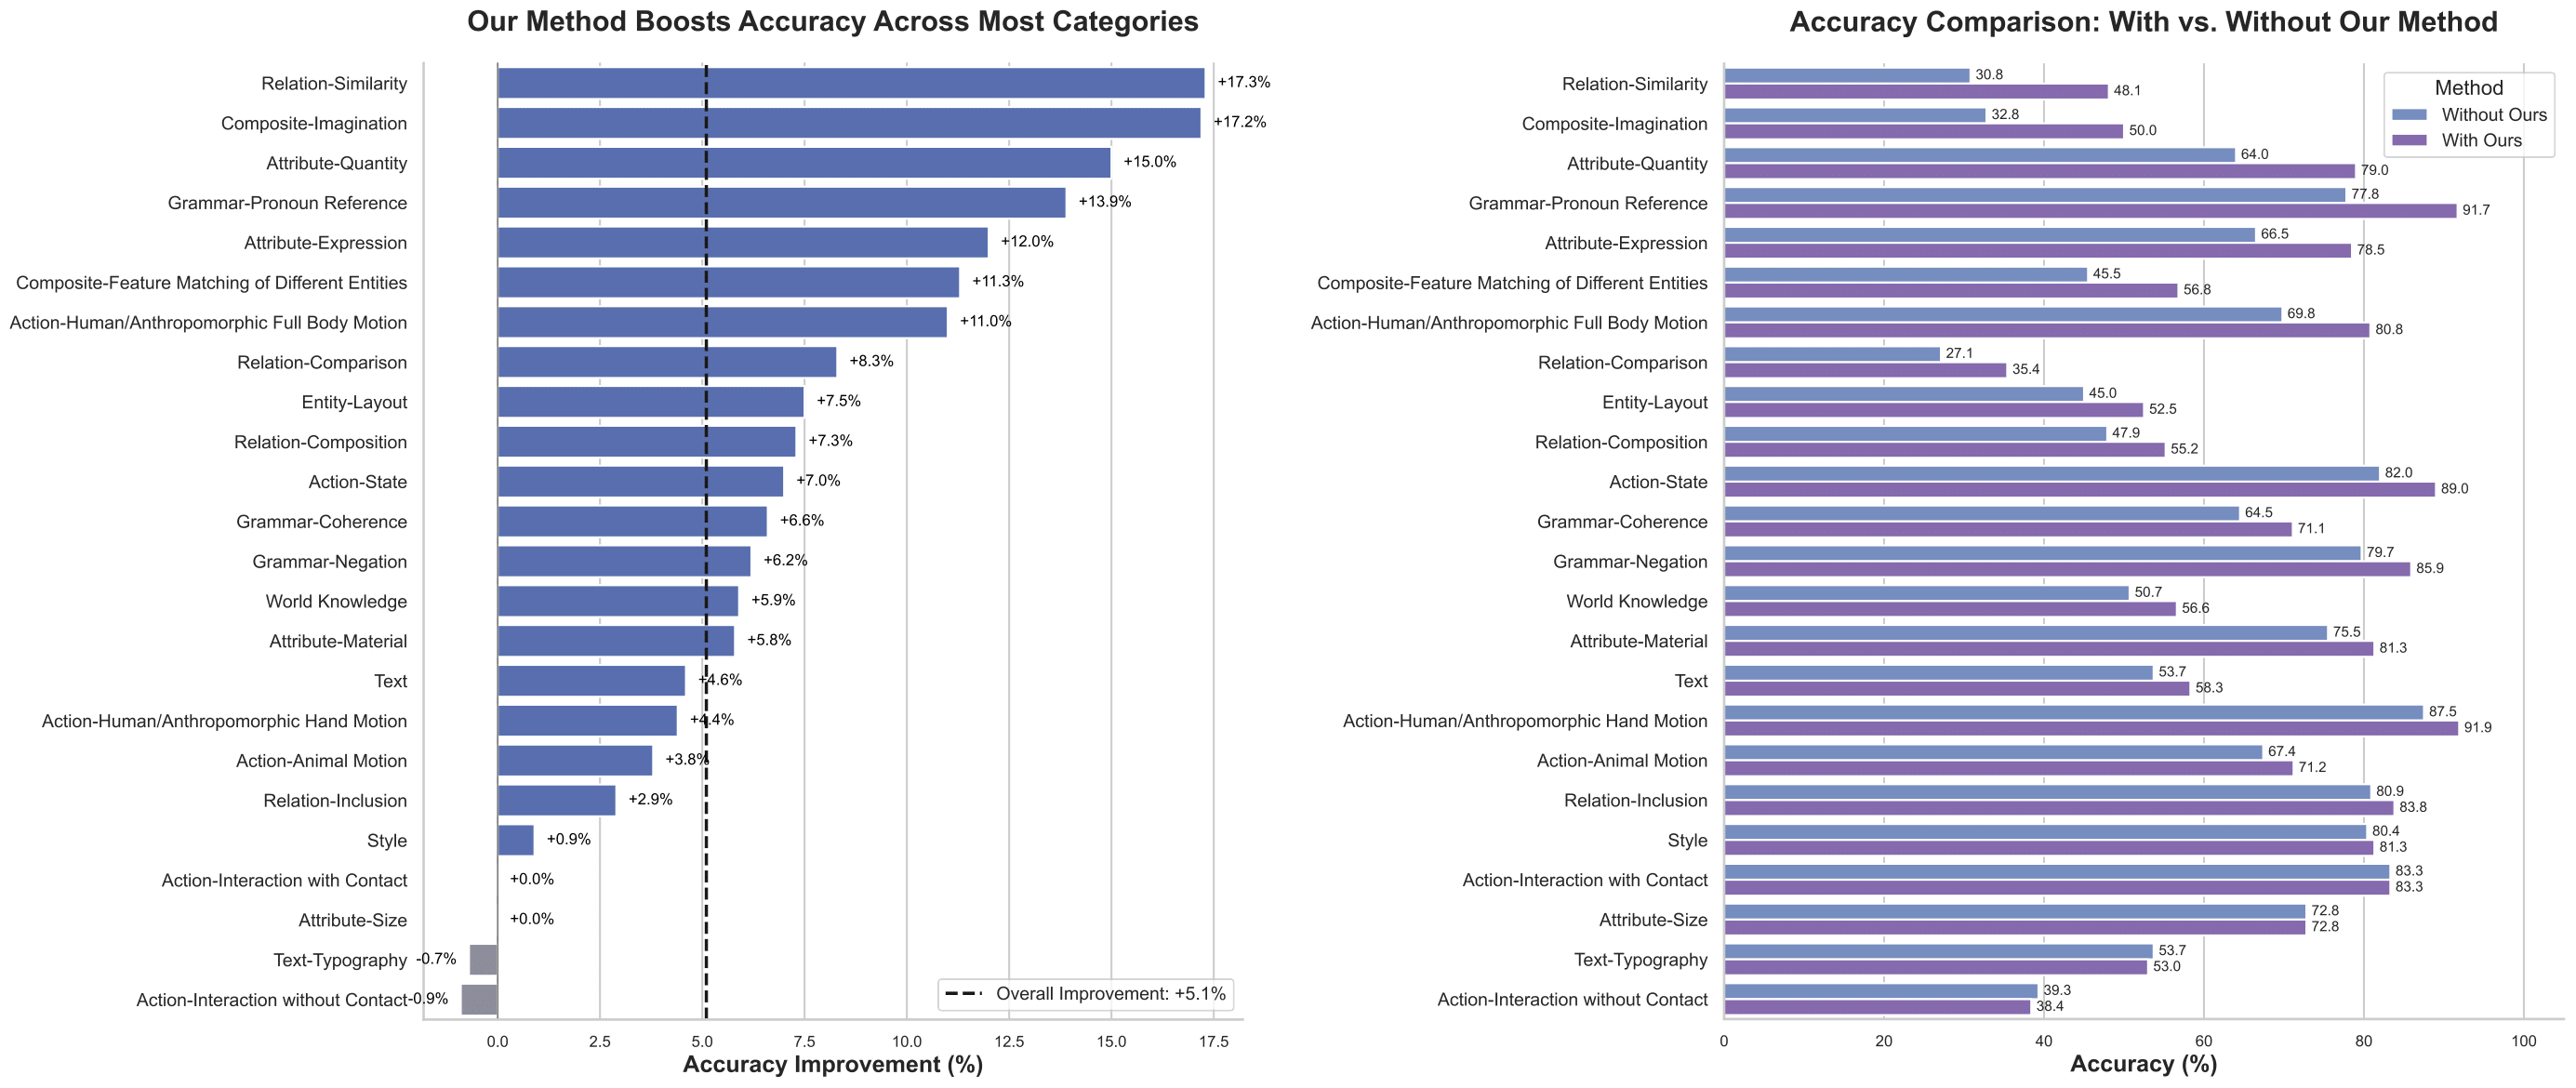 Our Method Boosts Accuracy Across Most Categories
Relation-Similarity +17.3%
Composite-Imagination +17.2%
Attribute-Quantity +15.0%
Grammar-Pronoun Reference +13.9%
Attribute-Expression +12.0%
Composite-Feature Matching of Different Entities +11.3%
Action-Human/Anthropomorphic Full Body Motion +11.0%
Relation-Comparison +8.3%
Entity-Layout +7.5%
Relation-Composition +7.3%
Action-State +7.0%
Grammar-Coherence +6.6%
Grammar-Negation +6.2%
World Knowledge +5.9%
Attribute-Material +5.8%
Text +4.6%
Action-Human/Anthropomorphic Hand Motion +4.4%
Action-Animal Motion +3.8%
Relation-Inclusion +2.9%
Style +0.9%
Action-Interaction with Contact +0.0%
Attribute-Size +0.0%
Text-Typography -0.7%
Action-Interaction without Contact -0.9%
Overall Improvement: +5.1%
0.0 2.5 5.0 7.5 10.0 12.5 15.0 17.5
Accuracy Improvement (%)
Accuracy Comparison: With vs. Without Our Method
Method
Without Ours
With Ours
Relation-Similarity 30.8
48.1
Composite-Imagination 32.8
50.0
Attribute-Quantity 64.0
79.0
Grammar-Pronoun Reference 77.8
91.7
Attribute-Expression 66.5
78.5
Composite-Feature Matching of Different Entities 45.5
56.8
Action-Human/Anthropomorphic Full Body Motion 69.8
80.8
Relation-Comparison 27.1
35.4
Entity-Layout 45.0
52.5
Relation-Composition 47.9
55.2
Action-State 82.0
89.0
Grammar-Coherence 64.5
71.1
Grammar-Negation 79.7
85.9
World Knowledge 50.7
56.6
Attribute-Material 75.5
81.3
Text 53.7
58.3
Action-Human/Anthropomorphic Hand Motion 87.5
91.9
Action-Animal Motion 67.4
71.2
Relation-Inclusion 80.9
83.8
Style 80.4
81.3
Action-Interaction with Contact 83.3
83.3
Attribute-Size 72.8
72.8
Text-Typography 53.7
53.0
Action-Interaction without Contact 39.3
38.4
0 20 40 60 80 100
Accuracy (%)